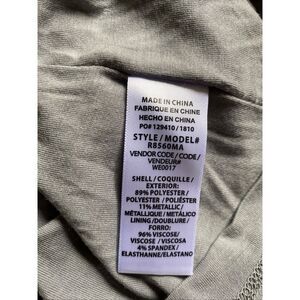 MADE IN CHINA
FABRIQUE EN CHINE
HECHO EN CHINA
PO# 129410 / 1810
STYLE / MODEL#
R8560MA
VENDOR CODE / CODE /
VENDEUR#
WE0017
SHELL / COQUILLE /
EXTERIOR:
89% POLYESTER /
POLYESTER / POLIÉSTER
11% METALLIC /
MÉTALLIQUE / METÁLICO
LINING / DOUBLURE /
FORRO:
96% VISCOSE/
VISCOSE / VISCOSA
4% SPANDEX /
ELASTHANNE/ELASTANO